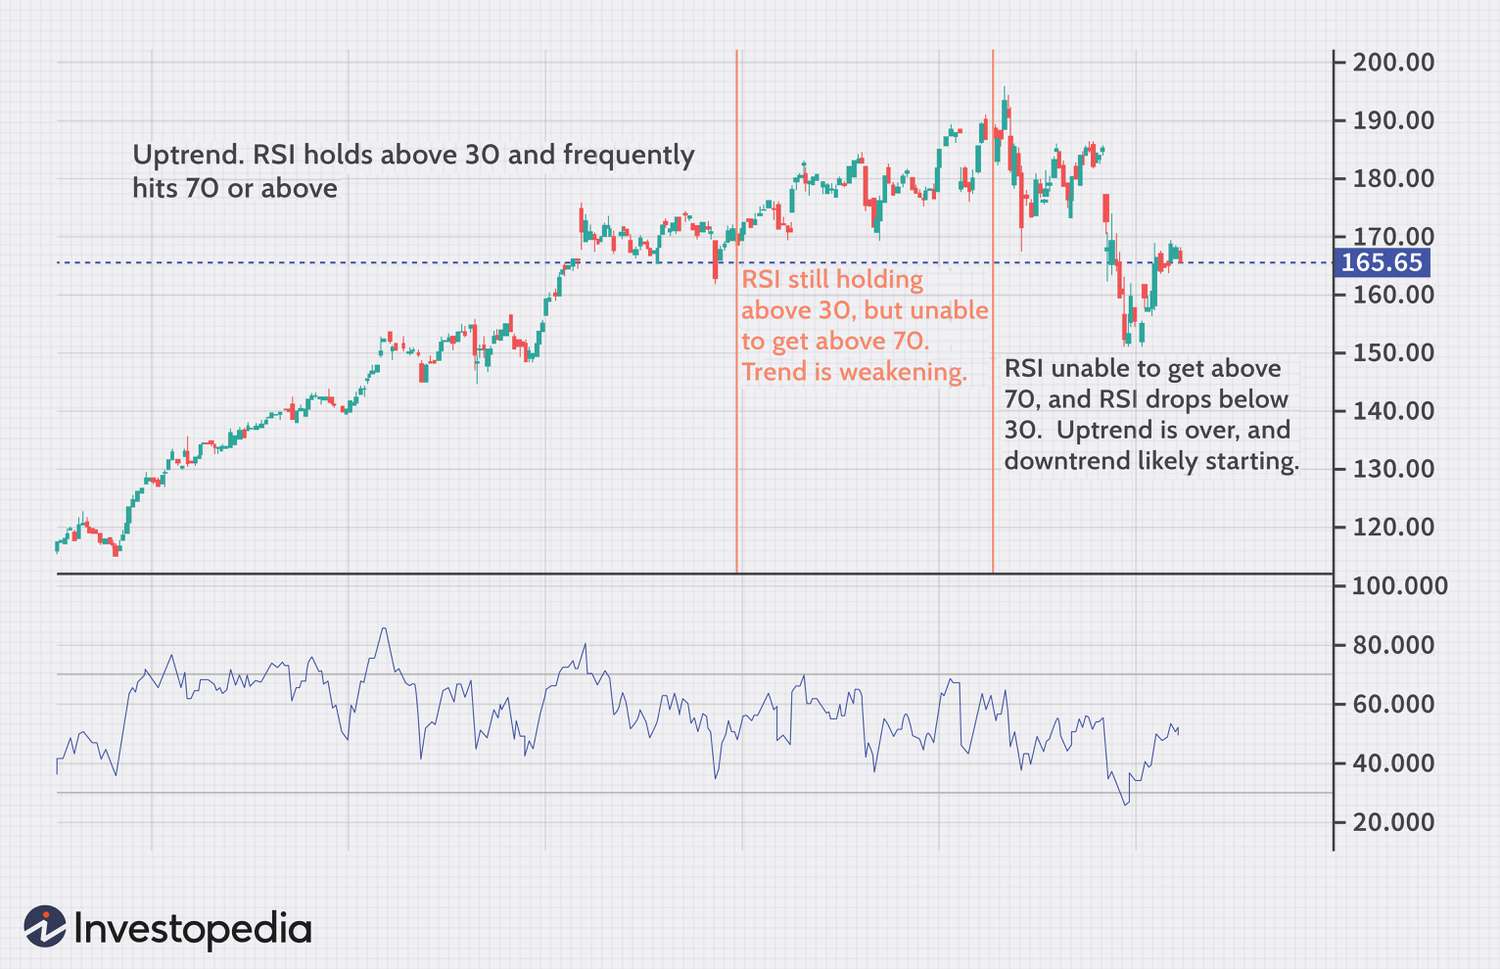 200.00
190.00
Uptrend. RSI holds above 30 and frequently
hits 70 or above
180.00
170.00
165.65
RSI still holding
above 30, but unable
to get above 70.
Trend is weakening.
160.00
150.00
RSI unable to get above
70, and RSI drops below
30.  Uptrend is over, and
downtrend likely starting.
140.00
130.00
120.00
100.000
80.000
60.000
40.000
20.000
Investopedia